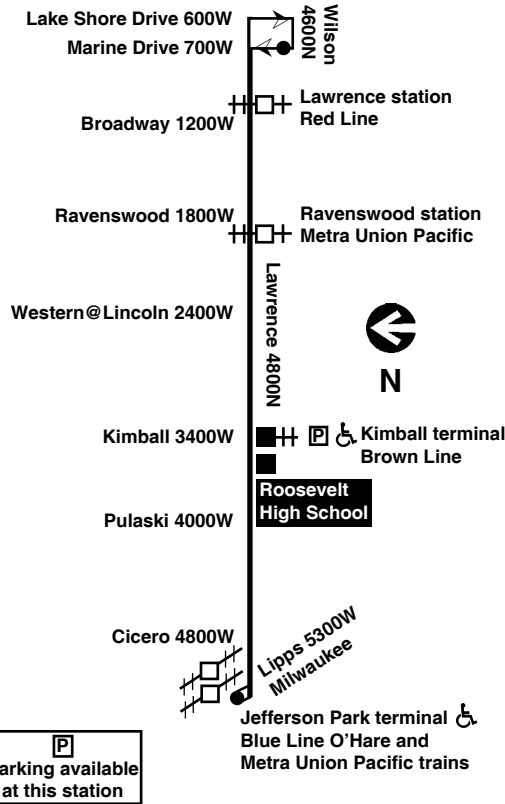 Lake Shore Drive 600W
Marine Drive 700W
Wilson
4600N
Lawrence station
Red Line
Broadway 1200W
Ravenswood 1800W
Ravenswood station
Metra Union Pacific
Lawrence 4800N
Western@Lincoln 2400W
N
Kimball 3400W
P
Kimball terminal
Brown Line
Roosevelt
High School
Pulaski 4000W
Cicero 4800W
Lipps 5300W
Milwaukee
Jefferson Park terminal
Blue Line O'Hare and
Metra Union Pacific trains
P
arking available
at this station